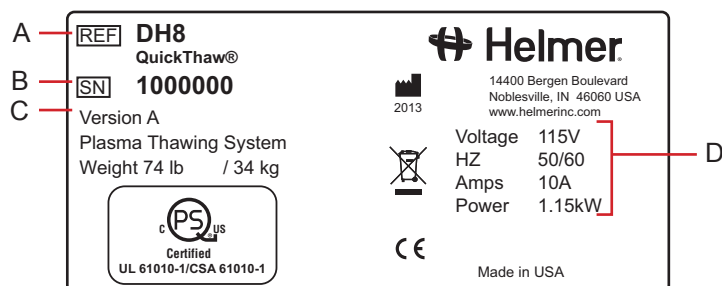 A
REF DH8
QuickThaw®
B
SN 1000000
C
Version A
Plasma Thawing System
Weight 74 lb / 34 kg
C PS US
®
Certified
UL 61010-1/CSA 61010-1
Helmer
14400 Bergen Boulevard
Noblesville, IN 46060 USA
www.helmerinc.com
2013
Voltage 115V
HZ 50/60
Amps 10A
Power 1.15kW
D
CE
Made in USA